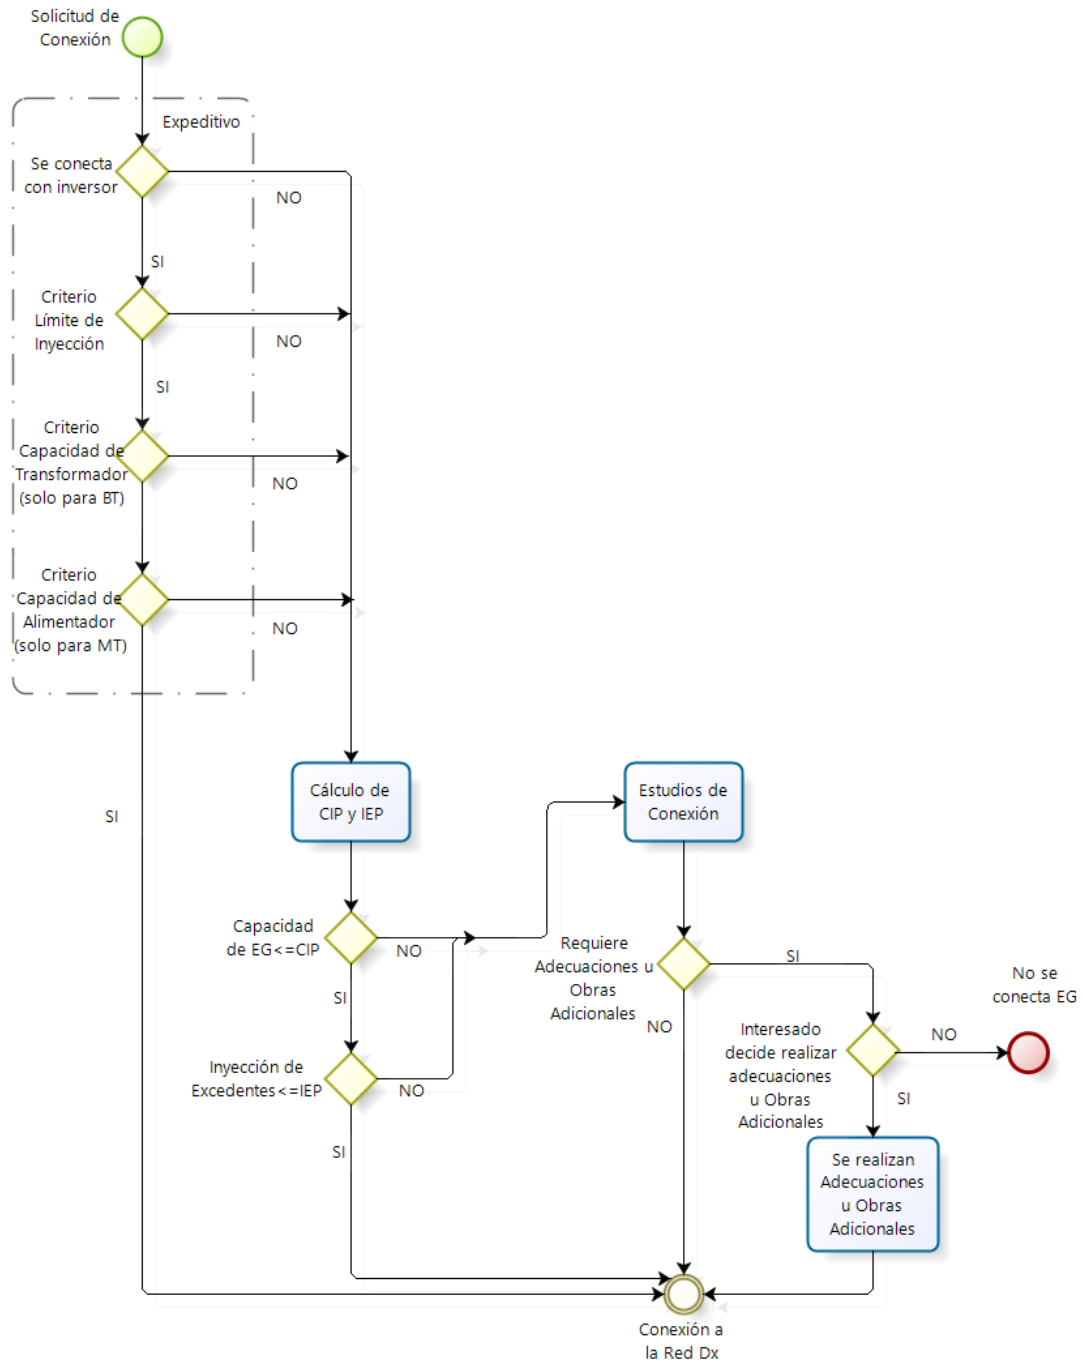 Solicitud de
Conexión
Expeditivo
Se conecta
con inversor
NO
SI
Criterio
Límite de
Inyección
NO
SI
Criterio
Capacidad de
Transformador
(solo para BT)
NO
Criterio
Capacidad de
Alimentador
(solo para MT)
NO
SI
Cálculo de
CIP y IEP
Estudios de
Conexión
Capacidad
de EG<=CIP
NO
SI
Requiere
Adecuaciones u
Obras
Adicionales
SI
NO
No se
conecta EG
Interesado
decide realizar
adecuaciones
u Obras
Adicionales
NO
SI
Inyección de
Excedentes<=IEP
NO
SI
Se realizan
Adecuaciones
u Obras
Adicionales
Conexión a
la Red Dx